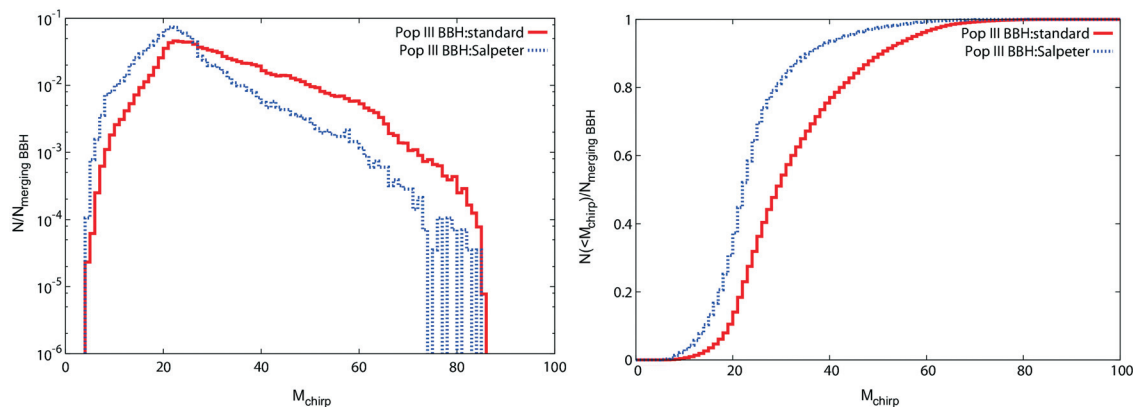 Pop III BBH:standard
Pop III BBH:Salpeter
N/N_merging BBH
10^-1
10^-2
10^-3
10^-4
10^-5
10^-6
0 20 40 60 80 100
M_chirp
Pop III BBH:standard
Pop III BBH:Salpeter
N(<M_chirp)/N_merging BBH
1
0.8
0.6
0.4
0.2
0
0 20 40 60 80 100
M_chirp